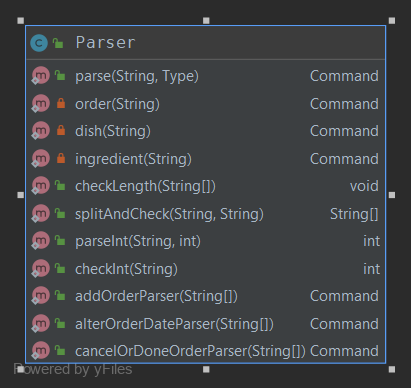 Parser
parse(String, Type) Command
order(String) Command
dish(String) Command
ingredient(String) Command
checkLength(String[]) void
splitAndCheck(String, String) String[]
parseInt(String, int) int
checkInt(String) int
addOrderParser(String[]) Command
alterOrderDateParser(String[]) Command
cancelOrDoneOrderParser(String[]) Command
Powered by yFiles